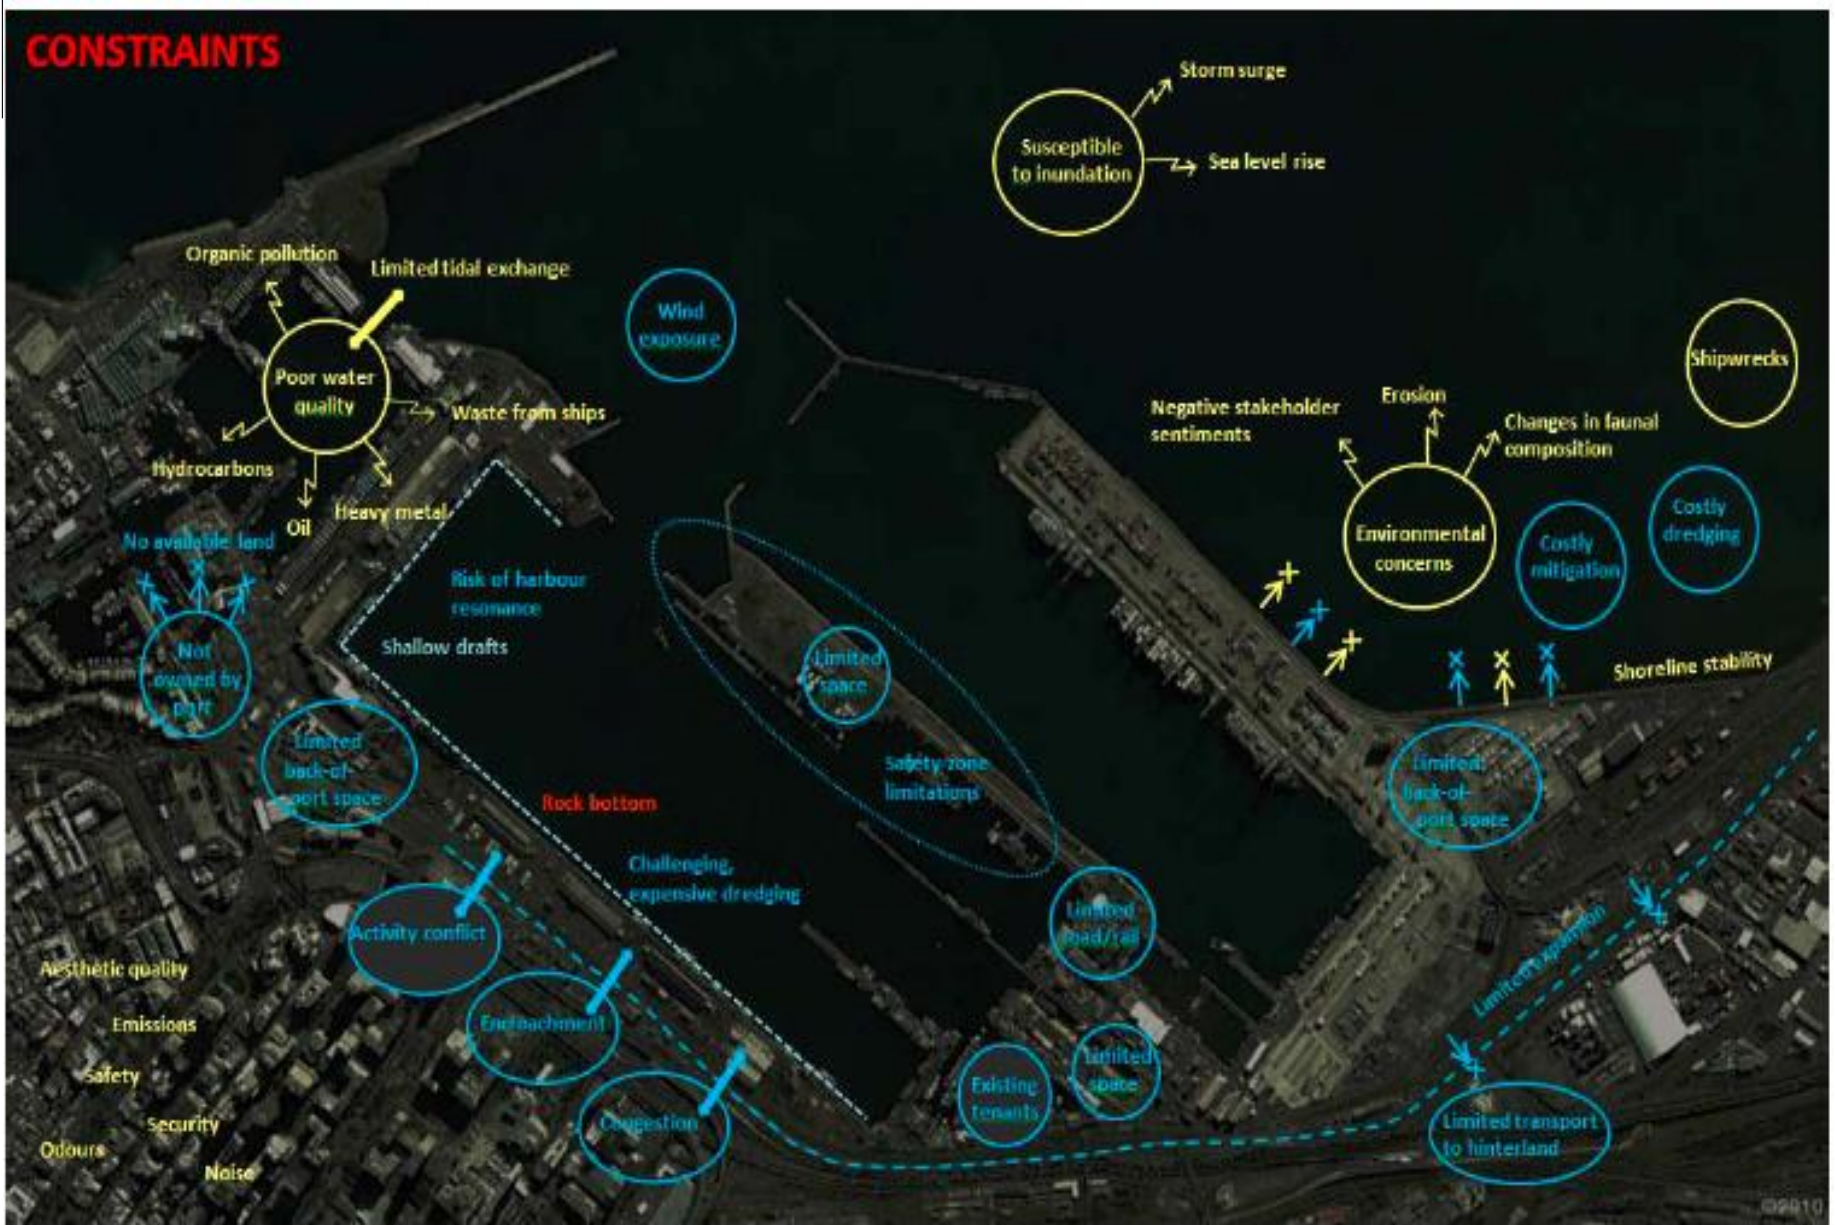 CONSTRAINTS
Storm surge
Susceptible
to inundation
Sea level rise
Organic pollution
Limited tidal exchange
Wind
exposure
Poor water
quality
Waste from ships
Hydrocarbons
Oil
Heavy metal
Shipwrecks
Negative stakeholder
sentiments
Erosion
Changes in faunal
composition
Environmental
concerns
Costly
mitigation
Costly
dredging
No available land
Not
owned by
port
Risk of harbour
resonance
Shallow drafts
Limited
space
Shoreline stability
Limited
back-of-
port space
Safety zone
limitations
Limited
back-of-
port space
Rock bottom
Challenging,
expensive dredging
Limited
road/rail
Limited expansion
Activity conflict
Encroachment
Congestion
Existing
tenants
Limited
space
Limited transport
to hinterland
Aesthetic quality
Emissions
Safety
Security
Odours
Noise
©2010